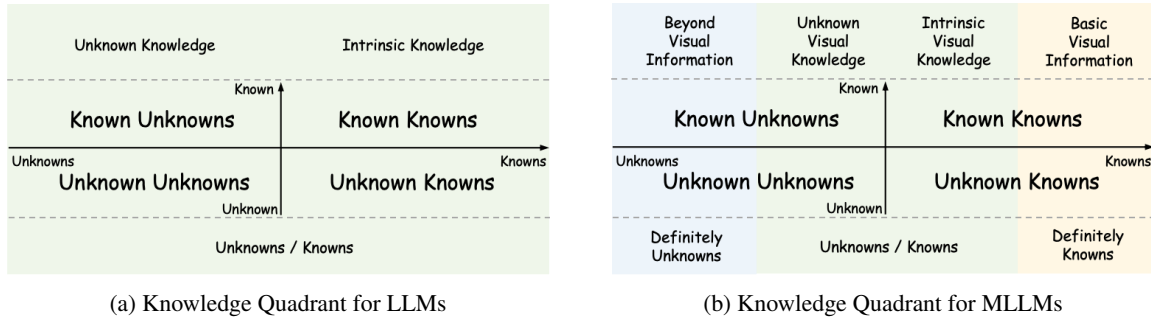 Unknown Knowledge
Intrinsic Knowledge
Known
Known Unknowns
Known Knowns
Unknowns
Knowns
Unknown Unknowns
Unknown Knowns
Unknown
Unknowns / Knowns
(a) Knowledge Quadrant for LLMs
Beyond
Visual
Information
Unknown
Visual
Knowledge
Intrinsic
Visual
Knowledge
Basic
Visual
Information
Known
Known Unknowns
Known Knowns
Unknowns
Knowns
Unknown Unknowns
Unknown Knowns
Unknown
Definitely
Unknowns
Unknowns / Knowns
Definitely
Knowns
(b) Knowledge Quadrant for MLLMs